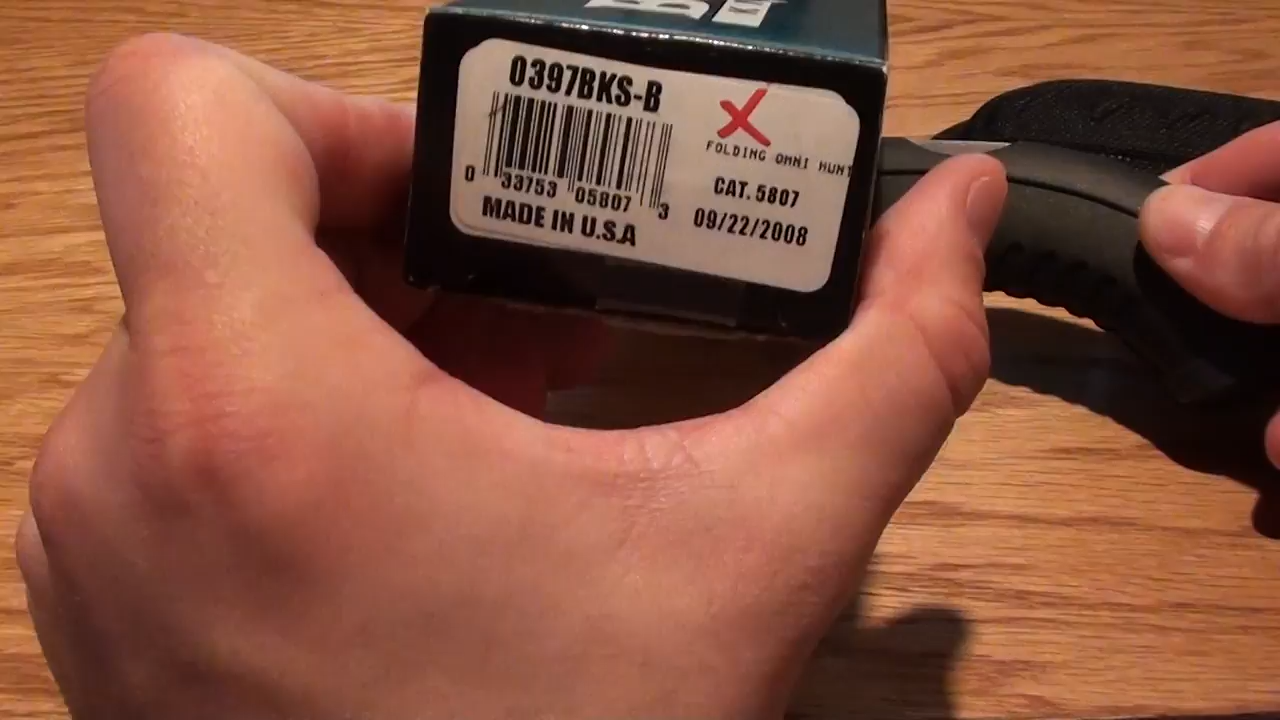 0397BKS-B
FOLDING OMNI HUNT
0 33753 05807 3
CAT. 5807
MADE IN U.S.A
09/22/2008